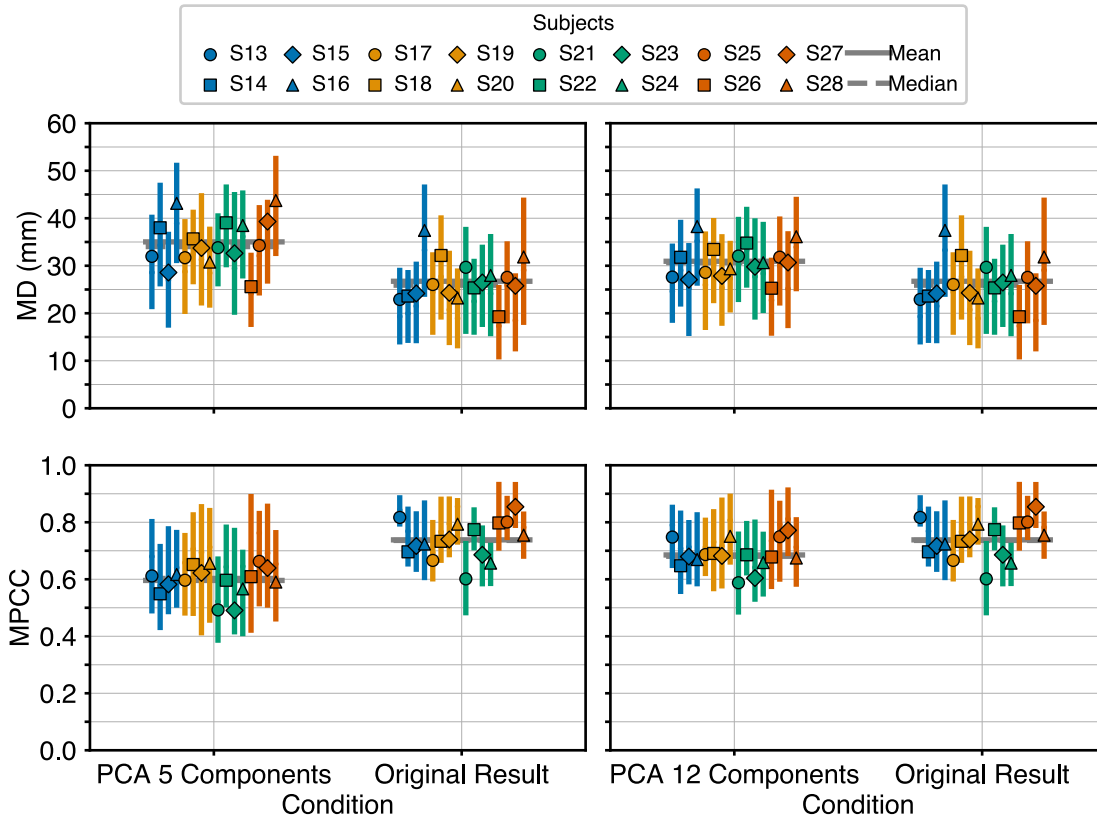 Subjects
S13 S15 S17 S19 S21 S23 S25 S27 Mean
S14 S16 S18 S20 S22 S24 S26 S28 Median
60
50
40
30
20
10
0
MD (mm)
1.0
0.8
0.6
0.4
0.2
0.0
MPCC
PCA 5 Components Original Result PCA 12 Components Original Result
Condition Condition